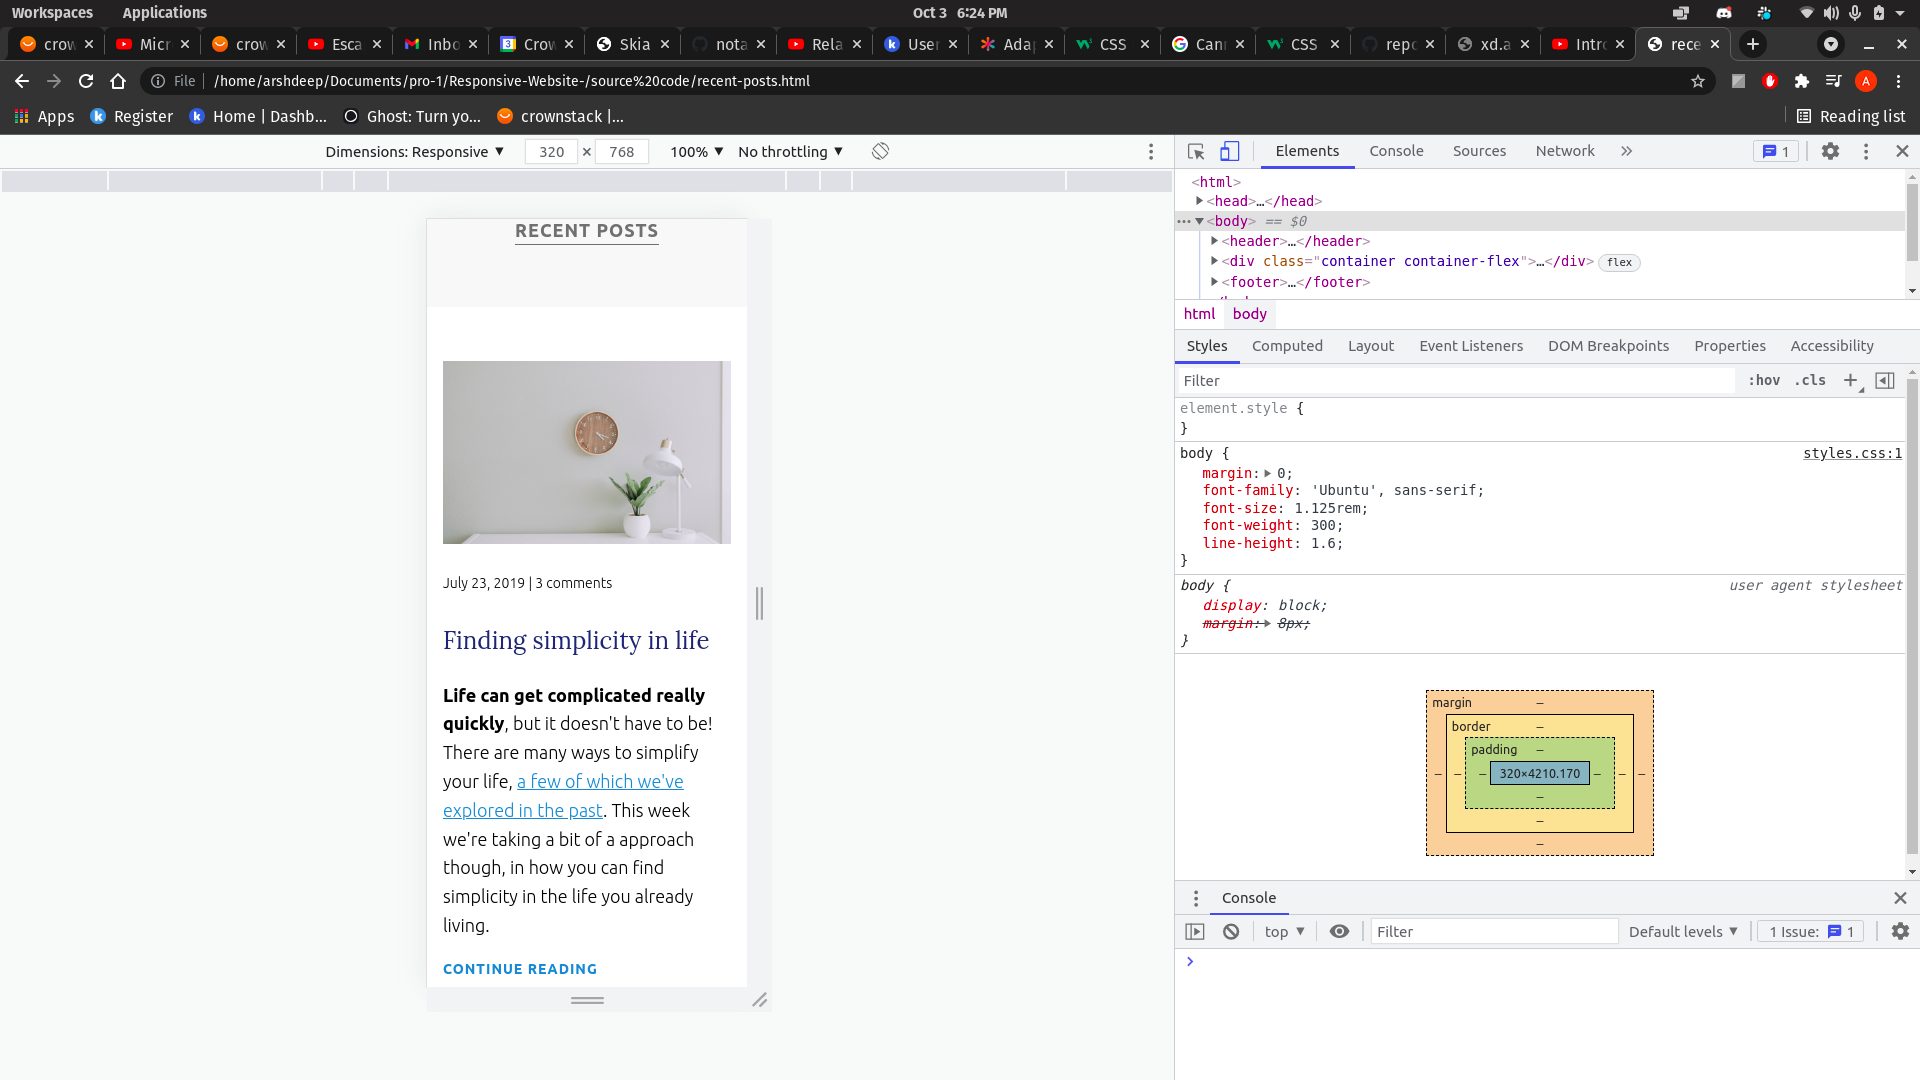 Workspaces Applications Oct 3 6:24 PM
crow Micr crow Esca Inbo Crow Skia nota Rela User Adap CSS Cann CSS repo xd.a Intro rece
File /home/arshdeep/Documents/pro-1/Responsive-Website-/source%20code/recent-posts.html A
Apps Register Home | Dashb... Ghost: Turn yo... crownstack |... Reading list
Dimensions: Responsive ▼ 320 × 768 100% ▼ No throttling ▼
Elements Console Sources Network » 1
<html>
<head>…</head>
<body> == $0
<header>…</header>
<div class="container container-flex">…</div> flex
<footer>…</footer>
html body
Styles Computed Layout Event Listeners DOM Breakpoints Properties Accessibility
Filter :hov .cls
element.style {
}
body { styles.css:1
margin: 0;
font-family: 'Ubuntu', sans-serif;
font-size: 1.125rem;
font-weight: 300;
line-height: 1.6;
}
body { user agent stylesheet
display: block;
margin: 8px;
}
margin –
border –
padding –
– – – 320×4210.170 – – –
–
–
–
Console
top ▼ Filter Default levels ▼ 1 Issue: 1
RECENT POSTS
July 23, 2019 | 3 comments
Finding simplicity in life
Life can get complicated really
quickly, but it doesn't have to be!
There are many ways to simplify
your life, a few of which we've
explored in the past. This week
we're taking a bit of a approach
though, in how you can find
simplicity in the life you already
living.
CONTINUE READING